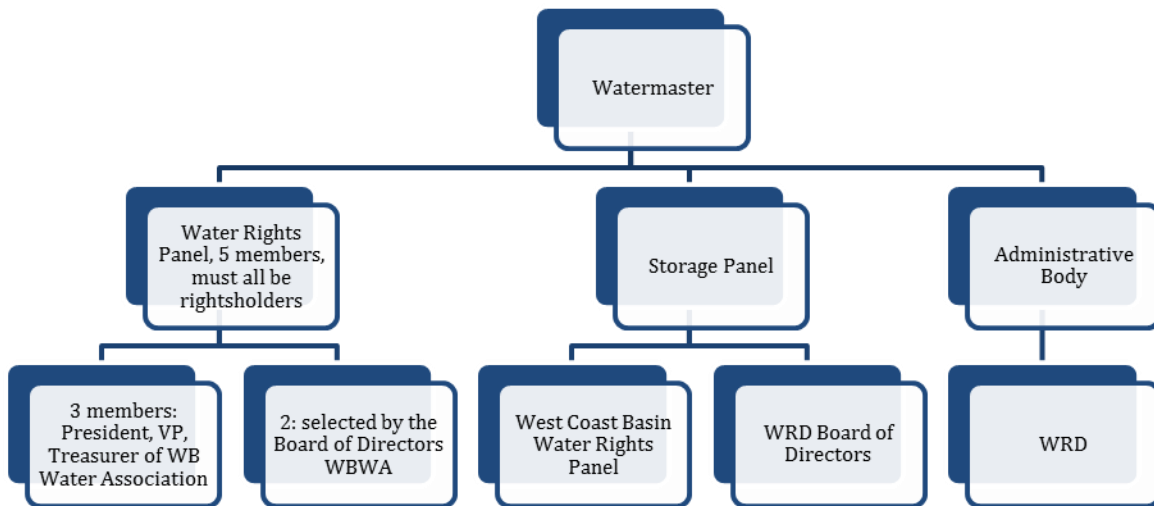 Watermaster
Water Rights
Panel, 5 members,
must all be
rightsholders
Storage Panel
Administrative
Body
3 members:
President, VP,
Treasurer of WB
Water Association
2: selected by the
Board of Directors
WBWA
West Coast Basin
Water Rights
Panel
WRD Board of
Directors
WRD